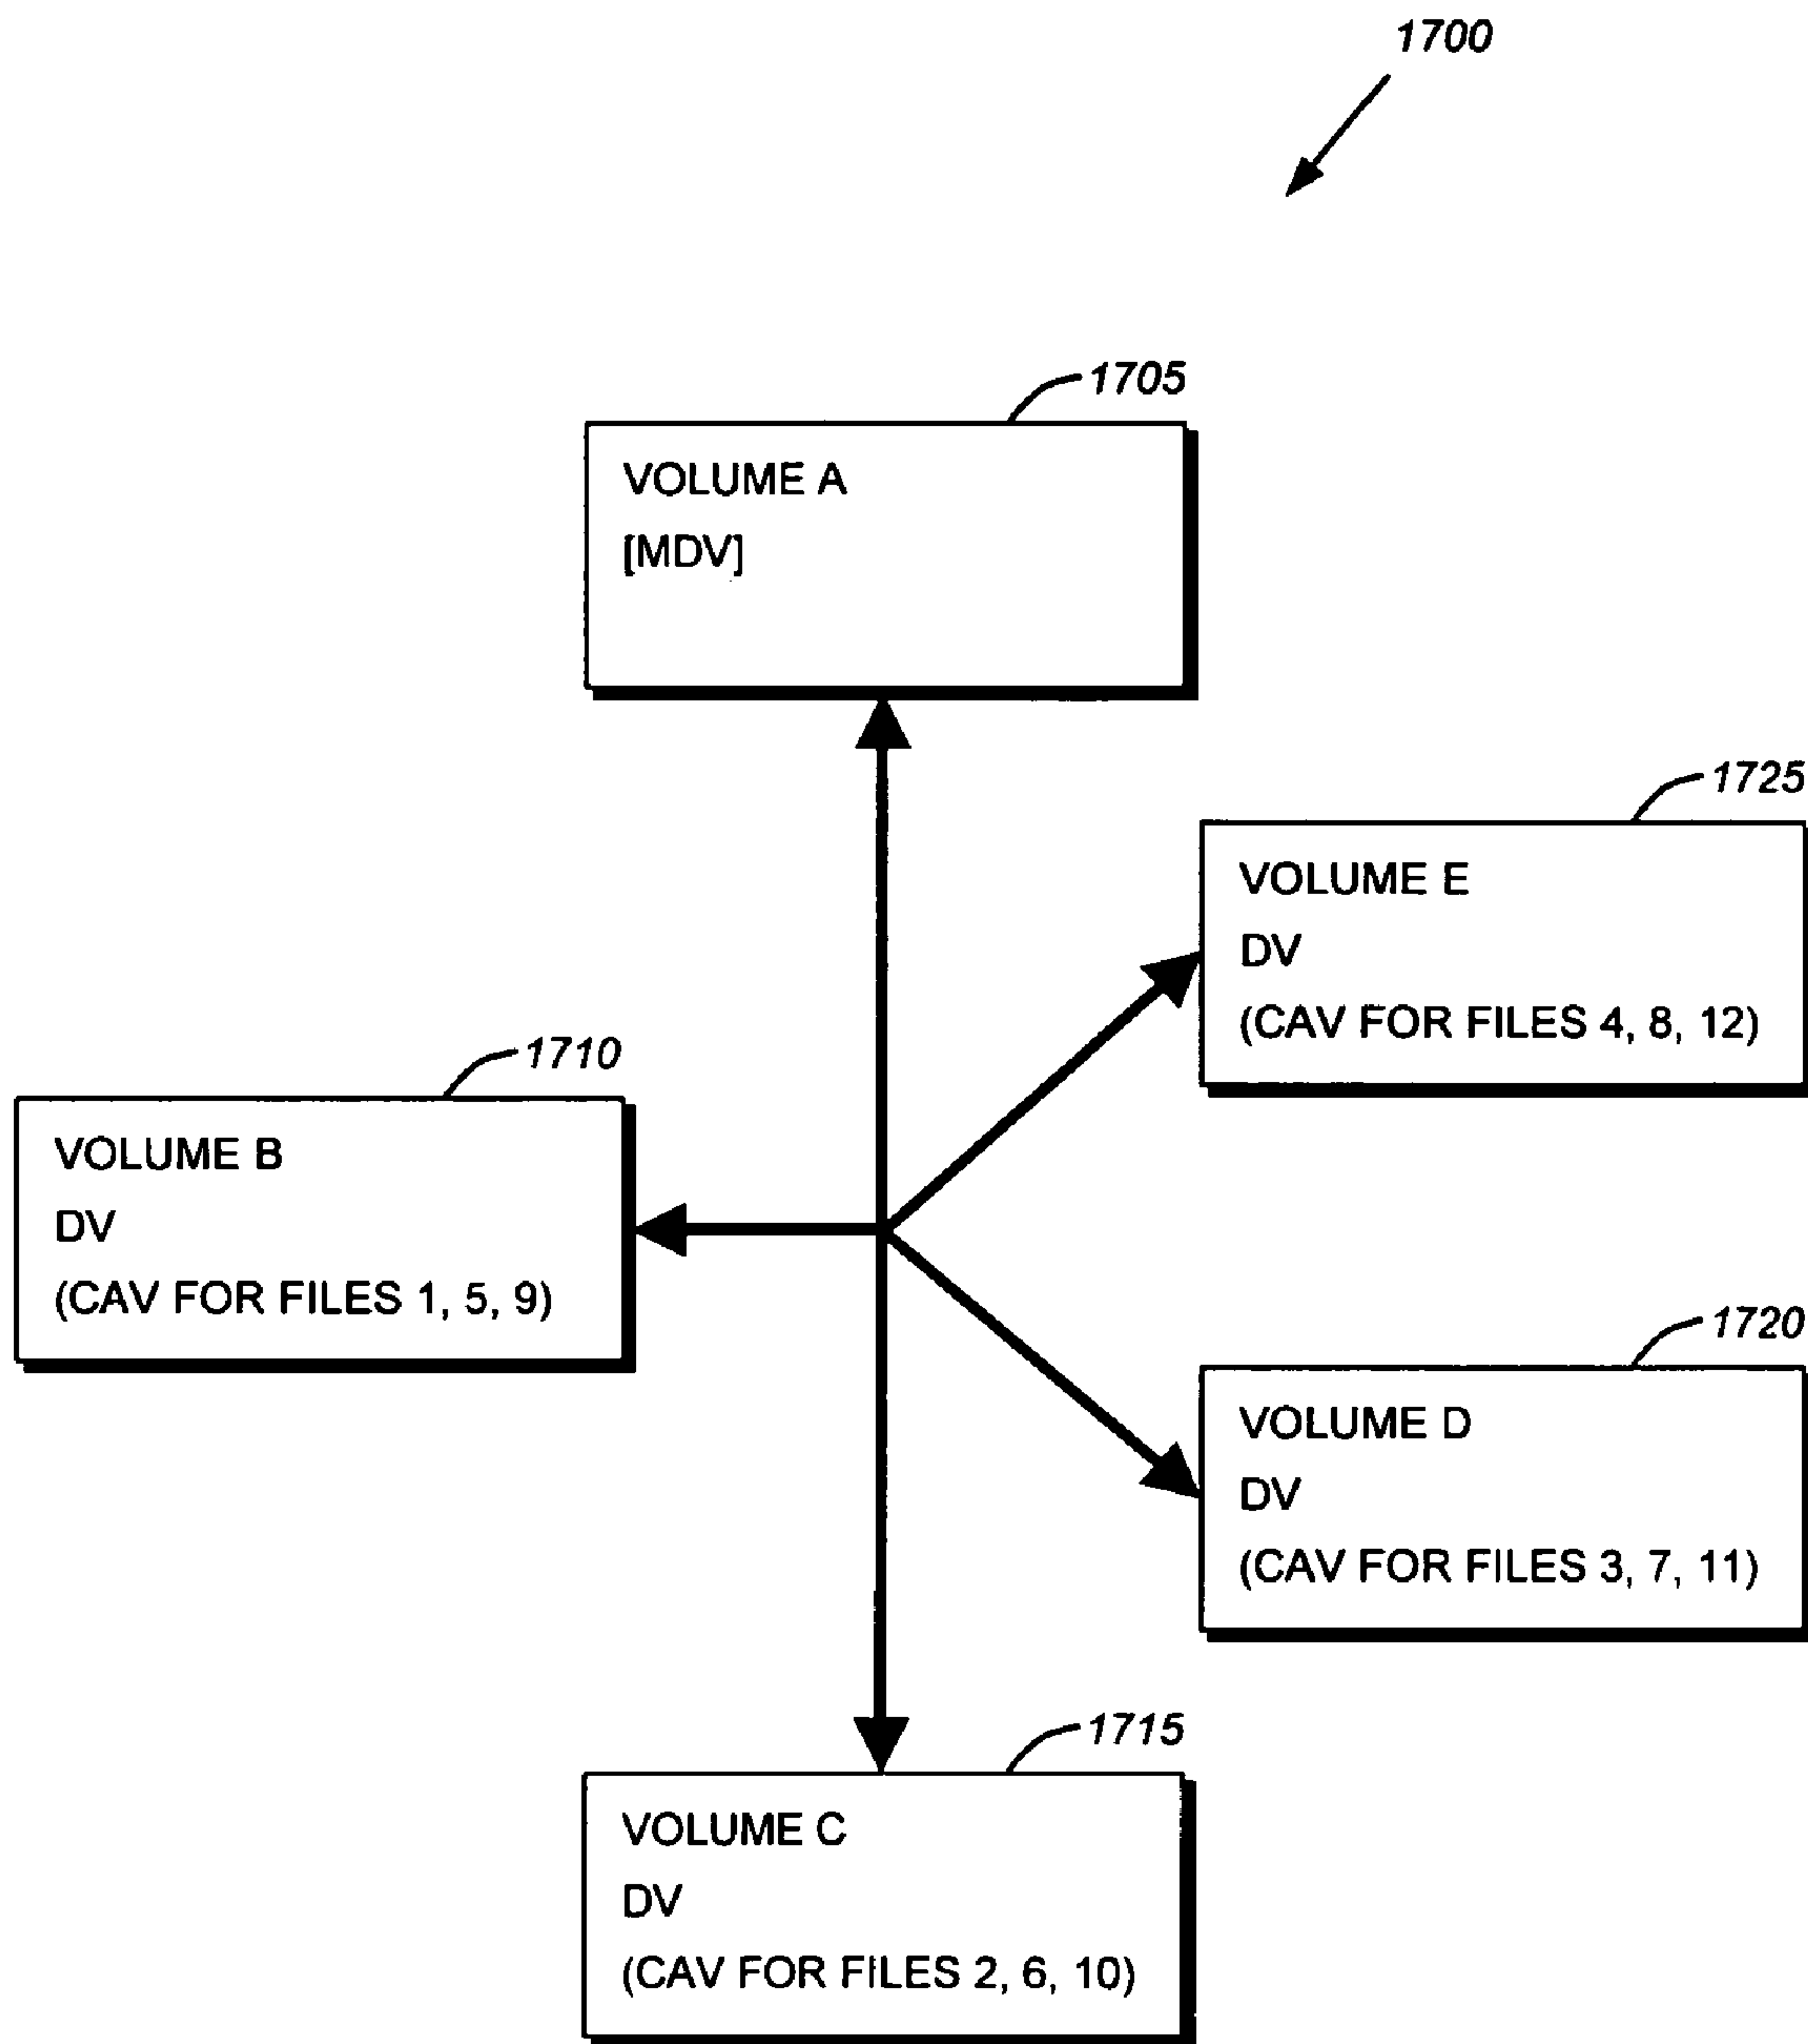 1700
1705
VOLUME A
[MDV]
1725
VOLUME E
DV
(CAV FOR FILES 4, 8, 12)
1710
VOLUME B
DV
(CAV FOR FILES 1, 5, 9)
1720
VOLUME D
DV
(CAV FOR FILES 3, 7, 11)
1715
VOLUME C
DV
(CAV FOR FILES 2, 6, 10)